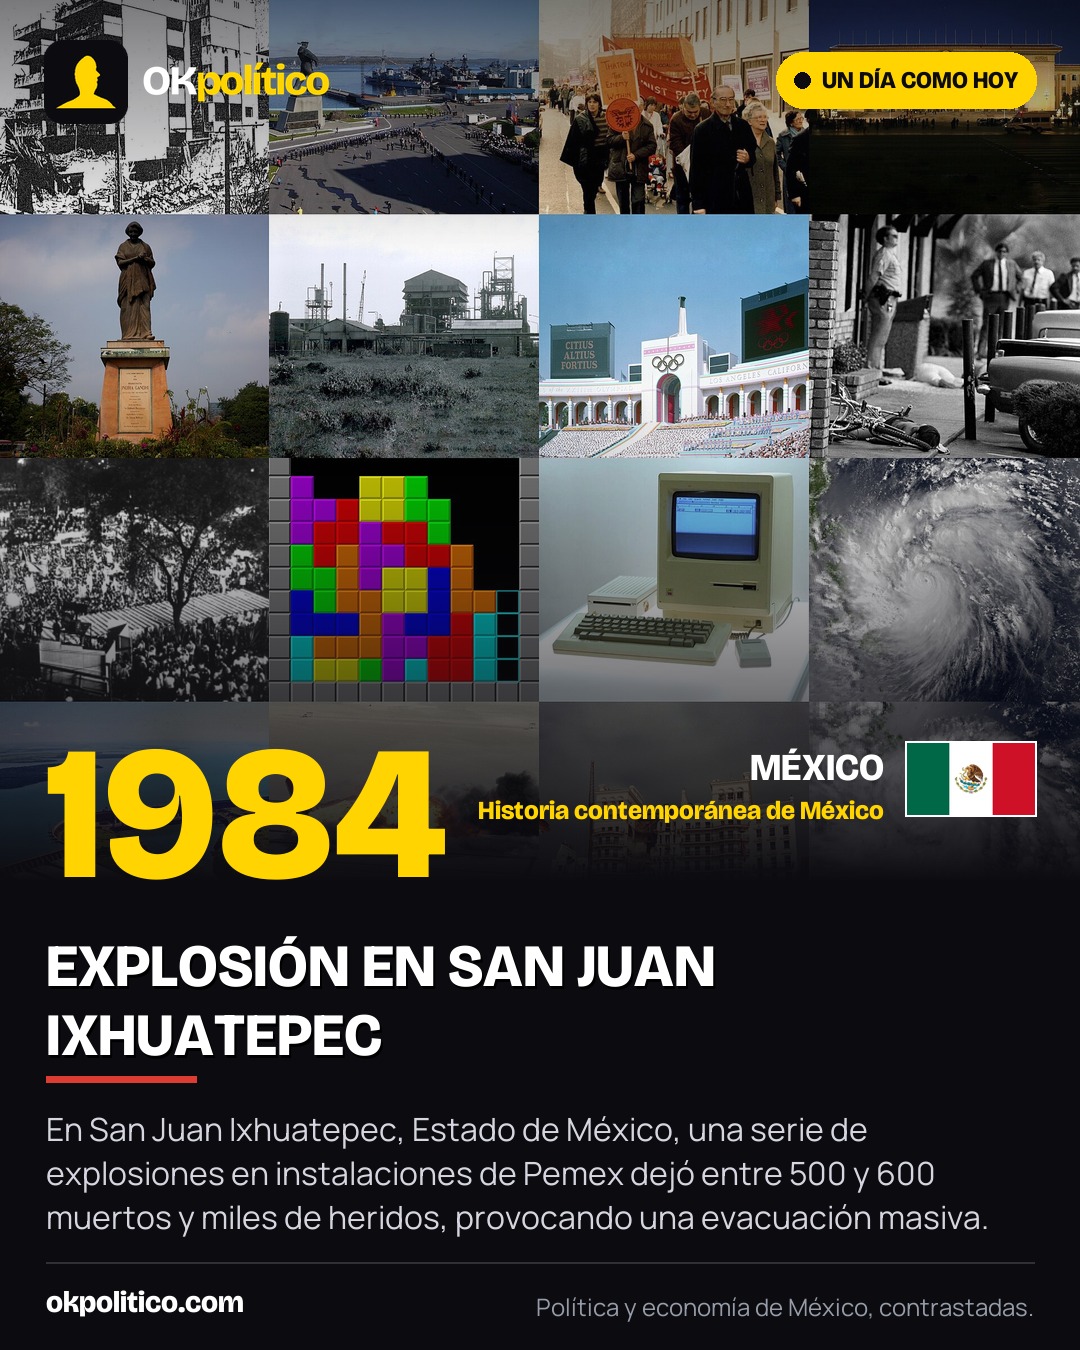 OKpolítico
UN DÍA COMO HOY
CITIUS
ALTIUS
FORTIUS
LOS ANGELES
1984
MÉXICO
Historia contemporánea de México
EXPLOSIÓN EN SAN JUAN
IXHUATEPEC
En San Juan Ixhuatepec, Estado de México, una serie de
explosiones en instalaciones de Pemex dejó entre 500 y 600
muertos y miles de heridos, provocando una evacuación masiva.
okpolitico.com
Política y economía de México, contrastadas.